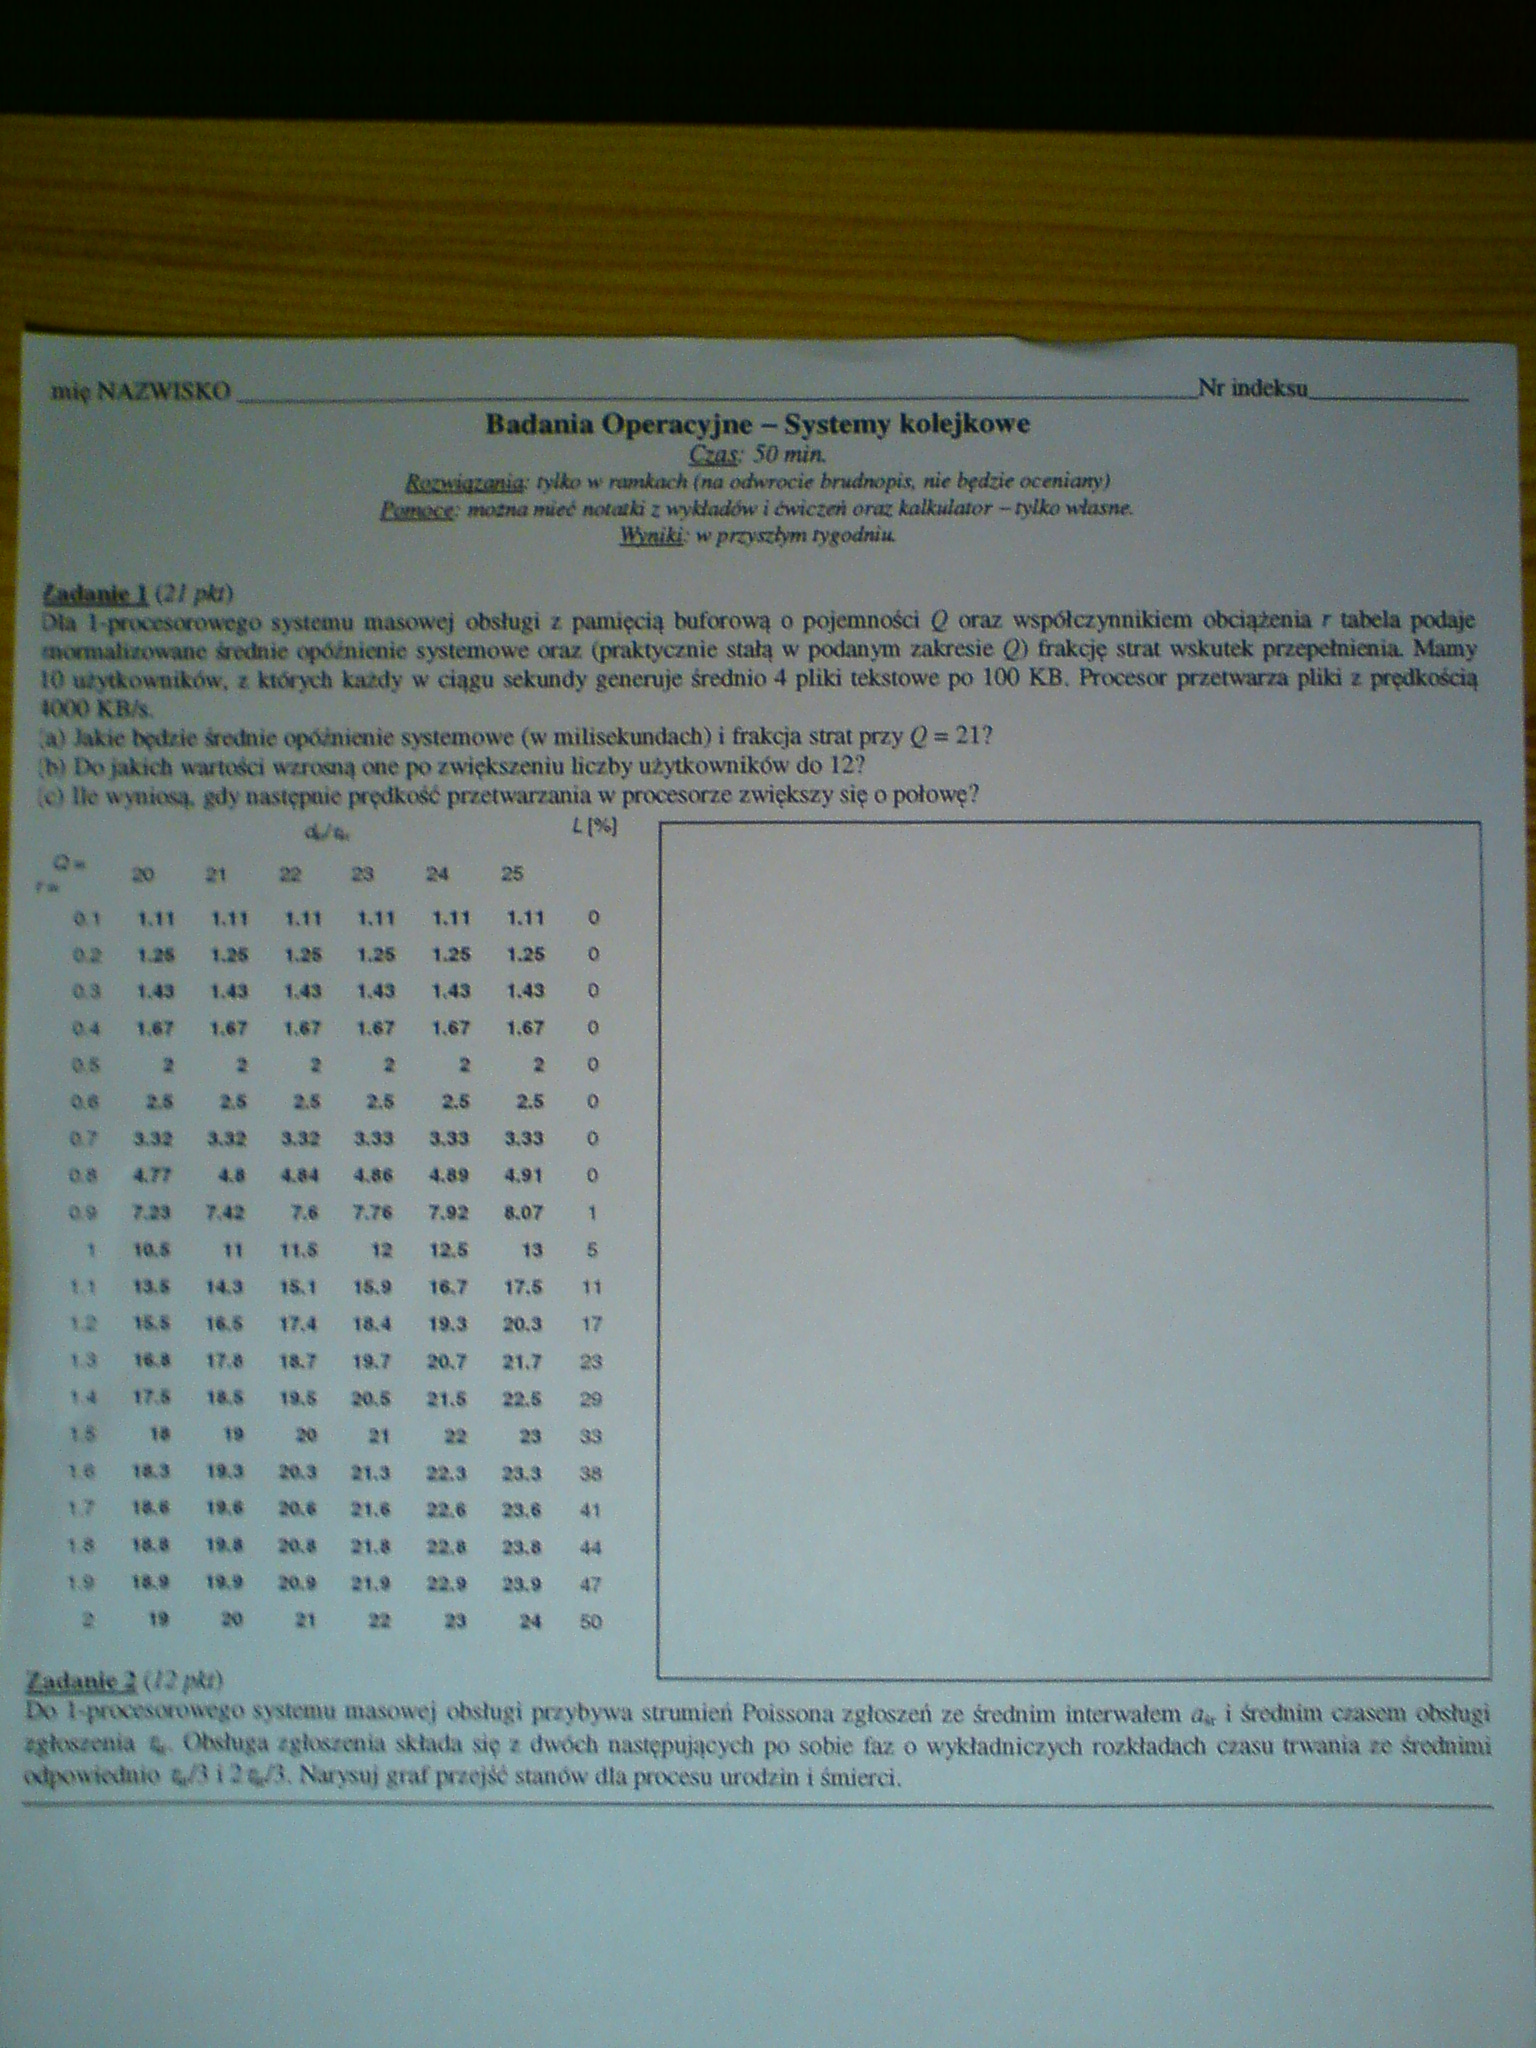 mię NAZWISKO Nr indeksu
Badania Operacyjne – Systemy kolejkowe
Czas: 50 min.
Rozwiązania: tylko w ramkach (na odwrocie brudnopis, nie będzie oceniany)
Pomoce: można mieć notatki z wykładów i ćwiczeń oraz kalkulator – tylko własne.
Wyniki: w przyszłym tygodniu.
Zadanie 1 (21 pkt)
Dla 1-procesorowego systemu masowej obsługi z pamięcią buforową o pojemności Q oraz współczynnikiem obciążenia r tabela podaje
znormalizowane średnie opóźnienie systemowe oraz (praktycznie stałą w podanym zakresie Q) frakcję strat wskutek przepełnienia. Mamy
10 użytkowników, z których każdy w ciągu sekundy generuje średnio 4 pliki tekstowe po 100 KB. Procesor przetwarza pliki z prędkością
4000 KB/s.
(a) Jakie będzie średnie opóźnienie systemowe (w milisekundach) i frakcja strat przy Q = 21?
(b) Do jakich wartości wzrosną one po zwiększeniu liczby użytkowników do 12?
(c) Ile wyniosą, gdy następnie prędkość przetwarzania w procesorze zwiększy się o połowę?
L [%]
Q = 20 21 22 23 24 25
r =
0.1 1.11 1.11 1.11 1.11 1.11 1.11 0
0.2 1.25 1.25 1.25 1.25 1.25 1.25 0
0.3 1.43 1.43 1.43 1.43 1.43 1.43 0
0.4 1.67 1.67 1.67 1.67 1.67 1.67 0
0.5 2 2 2 2 2 2 0
0.6 2.5 2.5 2.5 2.5 2.5 2.5 0
0.7 3.32 3.32 3.32 3.33 3.33 3.33 0
0.8 4.77 4.8 4.84 4.86 4.89 4.91 0
0.9 7.23 7.42 7.6 7.76 7.92 8.07 1
1 10.5 11 11.5 12 12.5 13 5
1.1 13.5 14.3 15.1 15.9 16.7 17.5 11
1.2 15.5 16.5 17.4 18.4 19.3 20.3 17
1.3 16.8 17.8 18.7 19.7 20.7 21.7 23
1.4 17.5 18.5 19.5 20.5 21.5 22.5 29
1.5 18 19 20 21 22 23 33
1.6 18.3 19.3 20.3 21.3 22.3 23.3 38
1.7 18.6 19.6 20.6 21.6 22.6 23.6 41
1.8 18.8 19.8 20.8 21.8 22.8 23.8 44
1.9 18.9 19.9 20.9 21.9 22.9 23.9 47
2 19 20 21 22 23 24 50
Zadanie 2 (12 pkt)
Do 1-procesorowego systemu masowej obsługi przybywa strumień Poissona zgłoszeń ze średnim interwałem aśr i średnim czasem obsługi
zgłoszenia Obsługa zgłoszenia składa się z dwóch następujących po sobie faz o wykładniczych rozkładach czasu trwania ze średnimi
odpowiednio /3 i 2 /3. Narysuj graf przejść stanów dla procesu urodzin i śmierci.